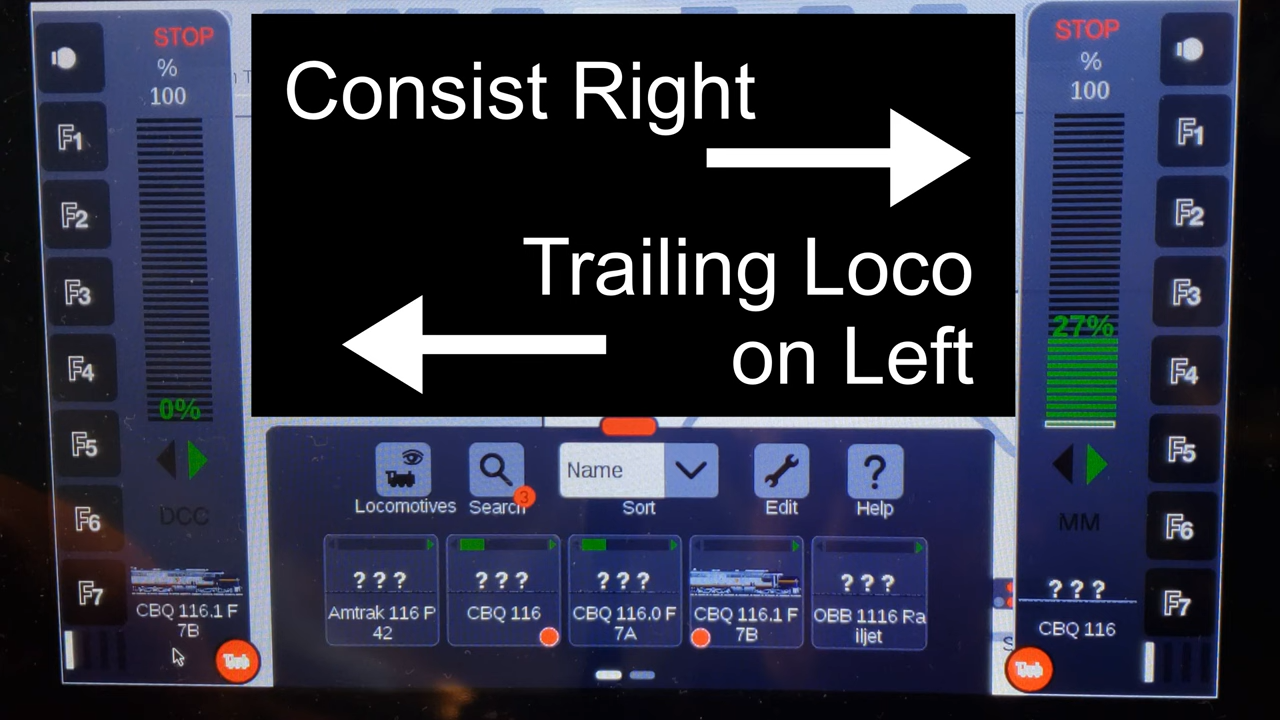 STOP
%
100
F1
F2
F3
F4
F5
F6
F7
0%
DCC
CBQ 116.1 F
7B
Consist Right
Trailing Loco
on Left
Locomotives
Search
3
Name
Sort
Edit
Help
? ? ?
Amtrak 116 P
42
? ? ?
CBQ 116
? ? ?
CBQ 116.0 F
7A
CBQ 116.1 F
7B
? ? ?
OBB 1116 Ra
iljet
STOP
%
100
27%
MM
? ? ?
CBQ 116
F1
F2
F3
F4
F5
F6
F7